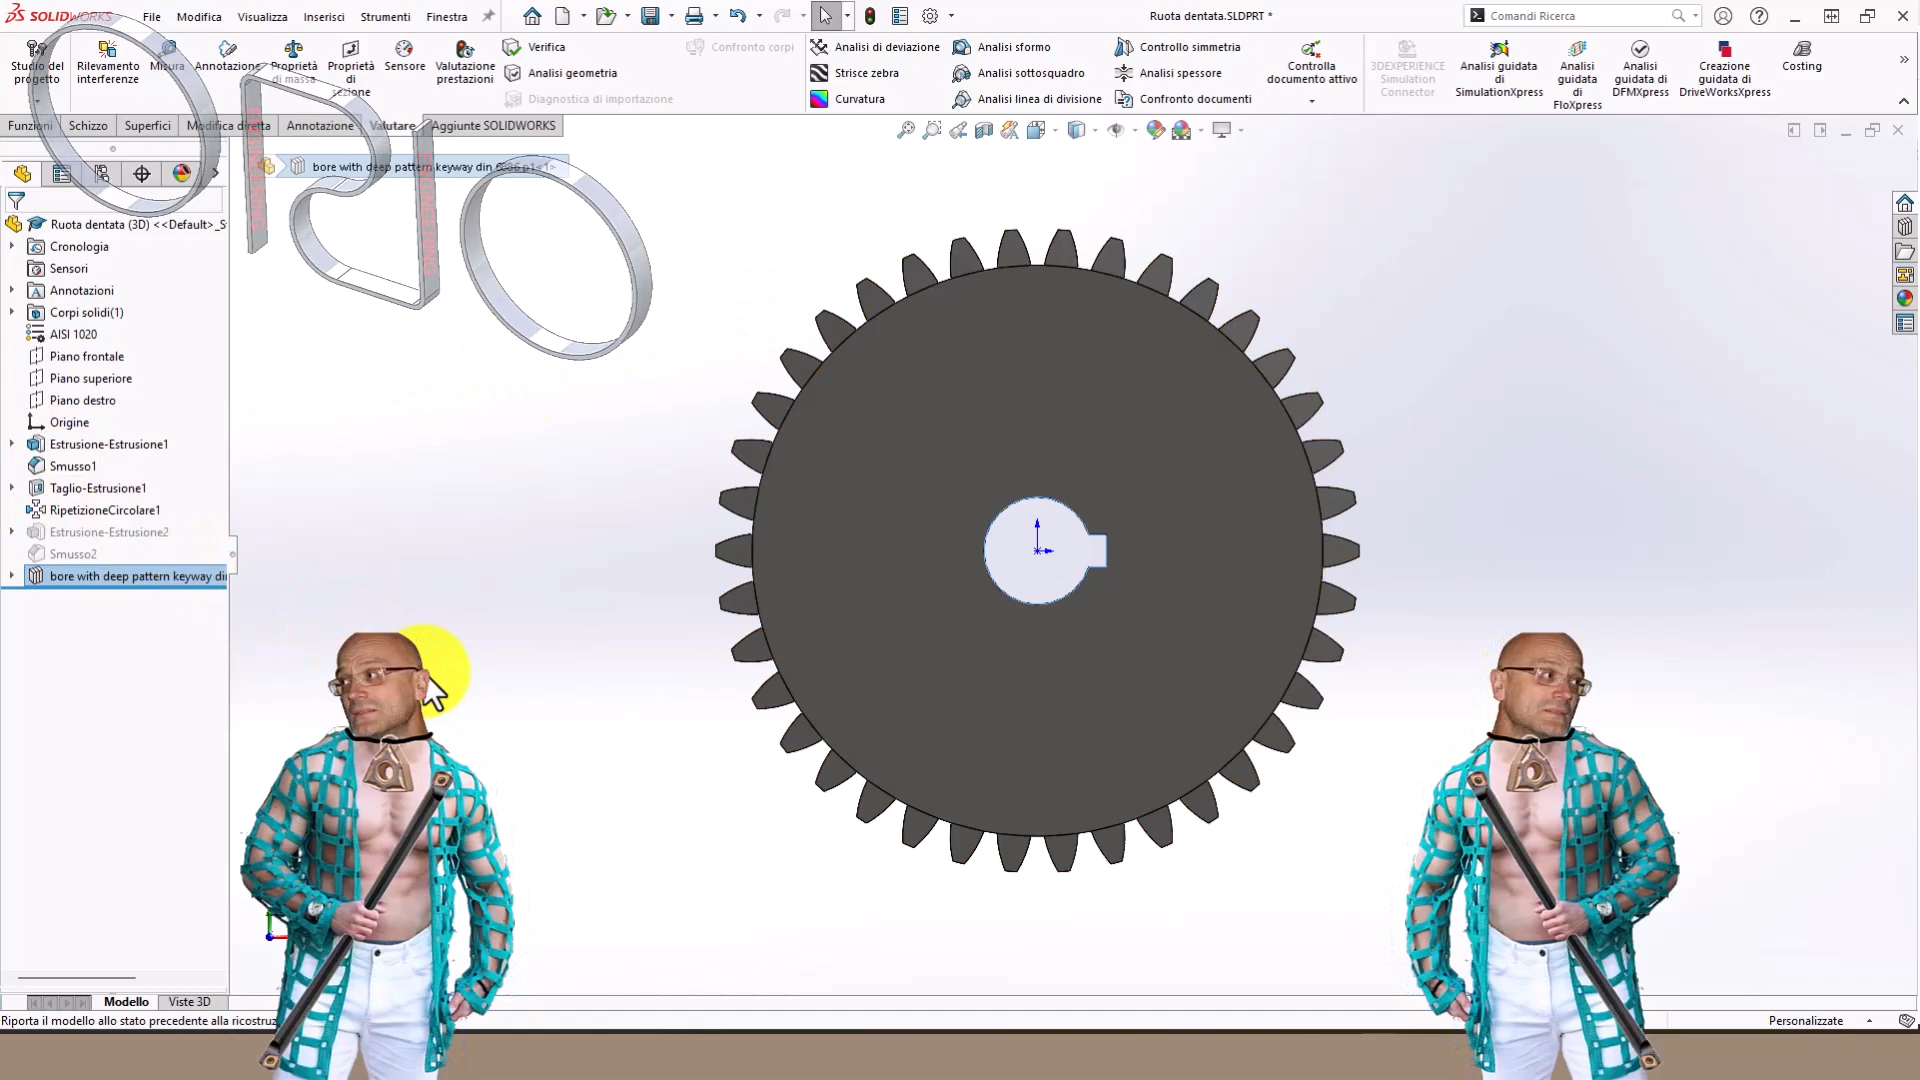 SOLIDWORKS File Modifica Visualizza Inserisci Strumenti Finestra Ruota dentata.SLDPRT * Comandi Ricerca
Studio del progetto
Rilevamento interferenze
Misura
Annotazione
Proprietà di massa
Proprietà di sezione
Sensore
Valutazione prestazioni
Verifica
Analisi geometria
Diagnostica di importazione
Confronto corpi
Analisi di deviazione
Strisce zebra
Curvatura
Analisi sformo
Analisi sottosquadro
Analisi linea di divisione
Controllo simmetria
Analisi spessore
Confronto documenti
Controlla documento attivo
3DEXPERIENCE Simulation Connector
Analisi guidata di SimulationXpress
Analisi guidata di FloXpress
Analisi guidata di DFMXpress
Creazione guidata di DriveWorksXpress
Costing
Funzioni Schizzo Superfici Modifica diretta Annotazione Valutare Aggiunte SOLIDWORKS
Ruota dentata (3D) <<Default>_S
Cronologia
Sensori
Annotazioni
Corpi solidi(1)
AISI 1020
Piano frontale
Piano superiore
Piano destro
Origine
Estrusione-Estrusione1
Smusso1
Taglio-Estrusione1
RipetizioneCircolare1
Estrusione-Estrusione2
Smusso2
bore with deep pattern keyway din
Modello Viste 3D
Riporta il modello allo stato precedente alla ricostruz
Personalizzate